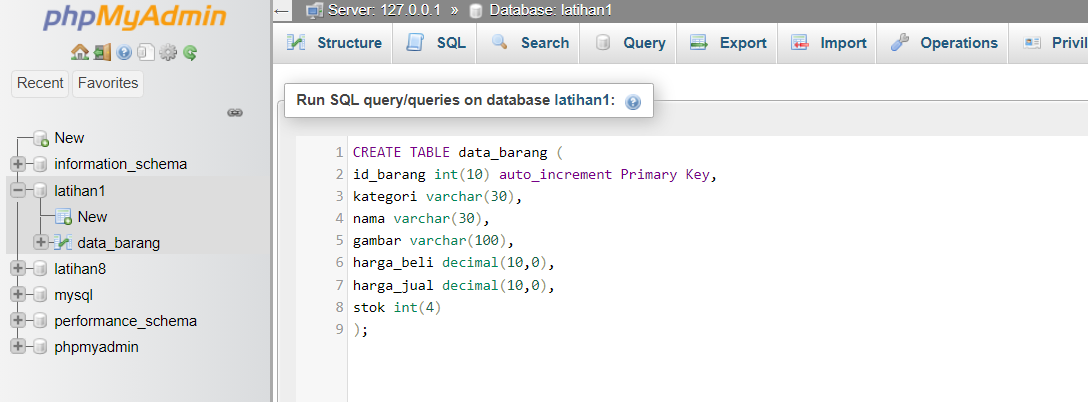 phpMyAdmin
Recent Favorites
New
information_schema
latihan1
New
data_barang
latihan8
mysql
performance_schema
phpmyadmin
Server: 127.0.0.1 » Database: latihan1
Structure SQL Search Query Export Import Operations Privil
Run SQL query/queries on database latihan1:
1 CREATE TABLE data_barang (
2 id_barang int(10) auto_increment Primary Key,
3 kategori varchar(30),
4 nama varchar(30),
5 gambar varchar(100),
6 harga_beli decimal(10,0),
7 harga_jual decimal(10,0),
8 stok int(4)
9 );